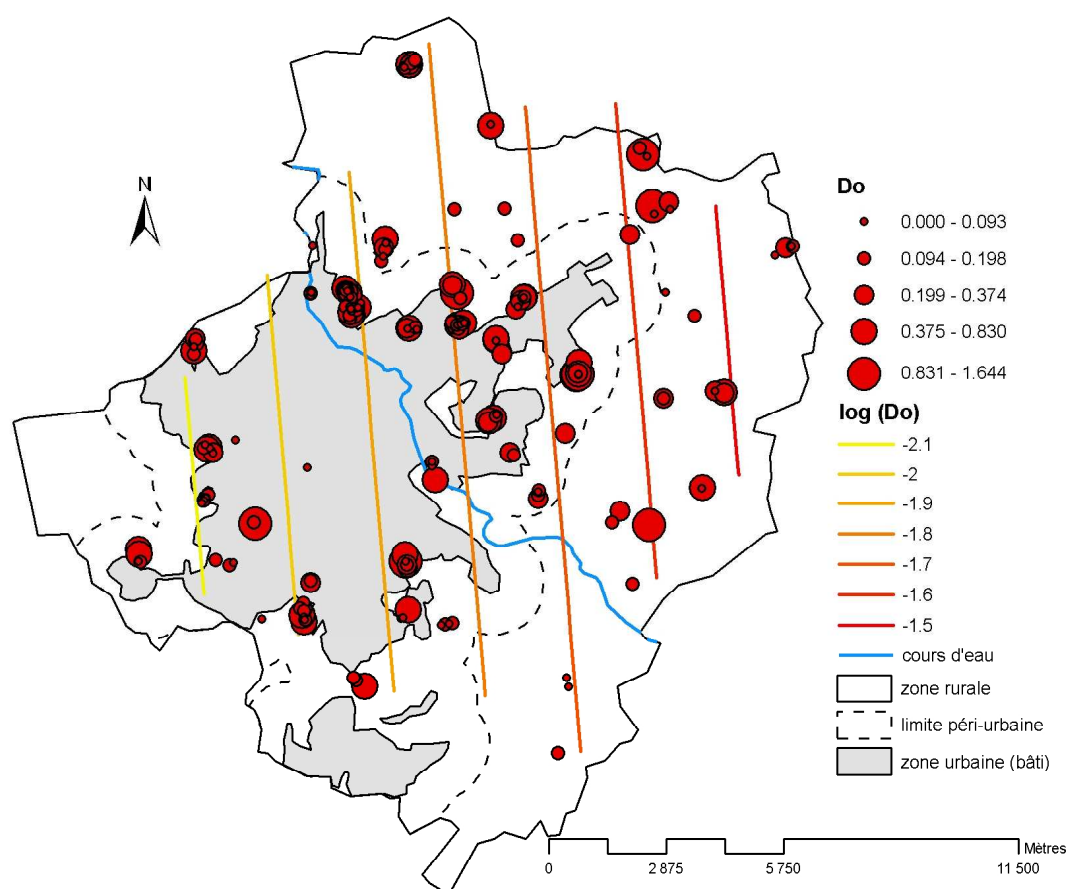 N
Do
0.000 - 0.093
0.094 - 0.198
0.199 - 0.374
0.375 - 0.830
0.831 - 1.644
log (Do)
-2.1
-2
-1.9
-1.8
-1.7
-1.6
-1.5
cours d'eau
zone rurale
limite péri-urbaine
zone urbaine (bâti)
Mètres
0 2 875 5 750 11 500